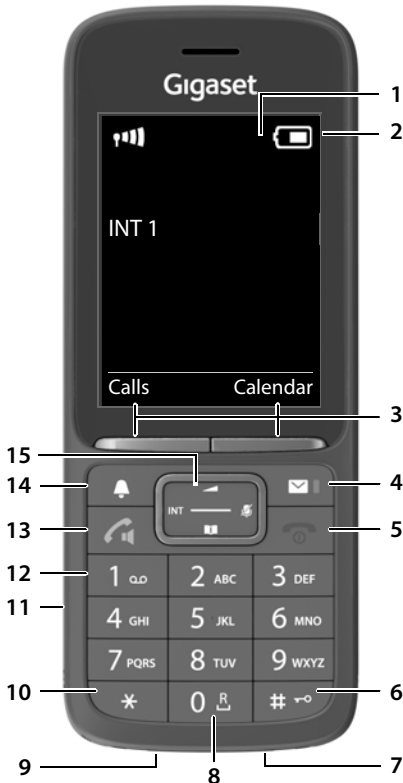 Gigaset
1
2
INT 1
Calls Calendar
3
15
14
4
INT
13
5
12
1 2 ABC 3 DEF
11
4 GHI 5 JKL 6 MNO
7 PQRS 8 TUV 9 WXYZ
10
* 0 R #
6
9
8
7